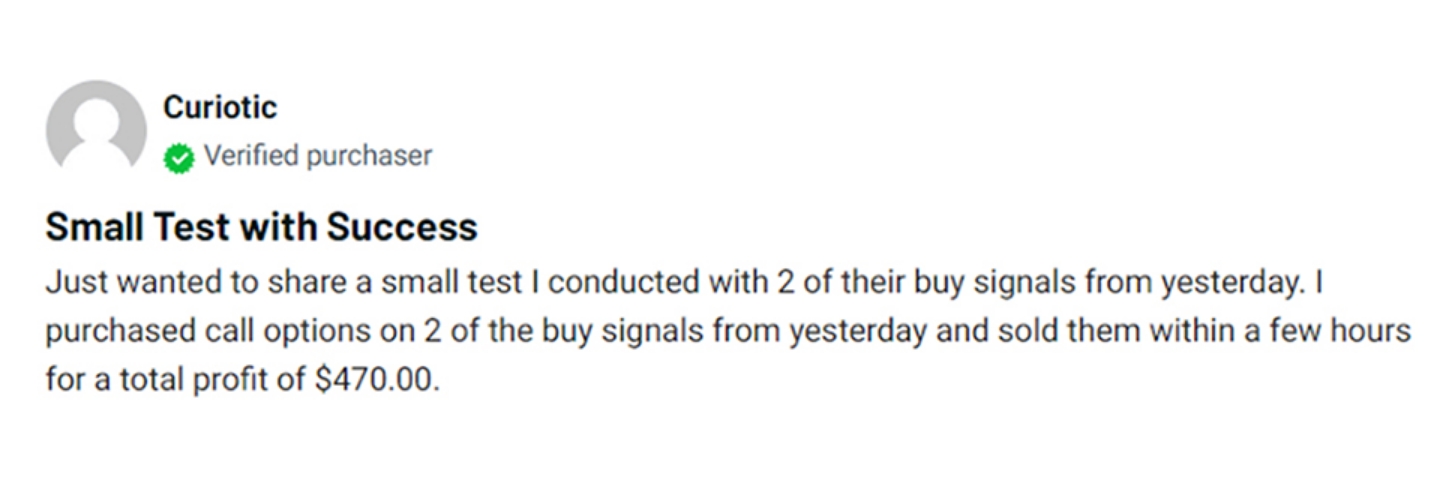 Curiotic
Verified purchaser
Small Test with Success
Just wanted to share a small test I conducted with 2 of their buy signals from yesterday. I
purchased call options on 2 of the buy signals from yesterday and sold them within a few hours
for a total profit of $470.00.